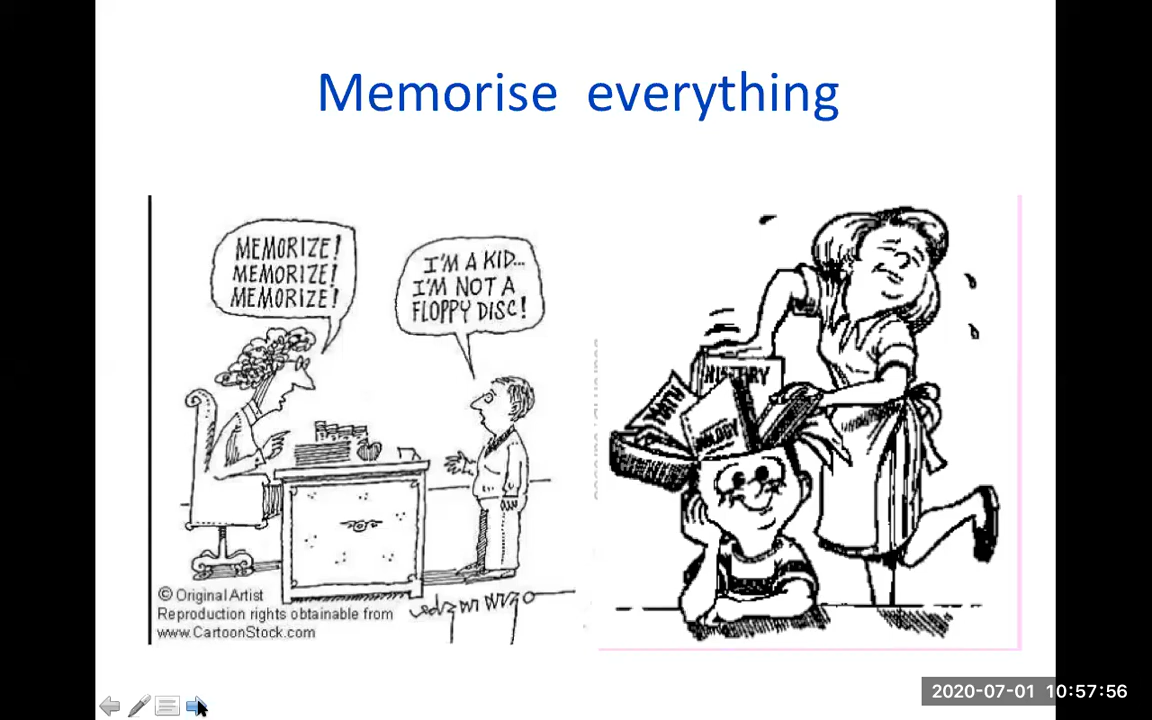 Memorise everything
MEMORIZE!
MEMORIZE!
MEMORIZE!
I'M A KID...
I'M NOT A
FLOPPY DISC!
HISTORY
MATH
© Original Artist
Reproduction rights obtainable from
www.CartoonStock.com
2020-07-01 10:57:56